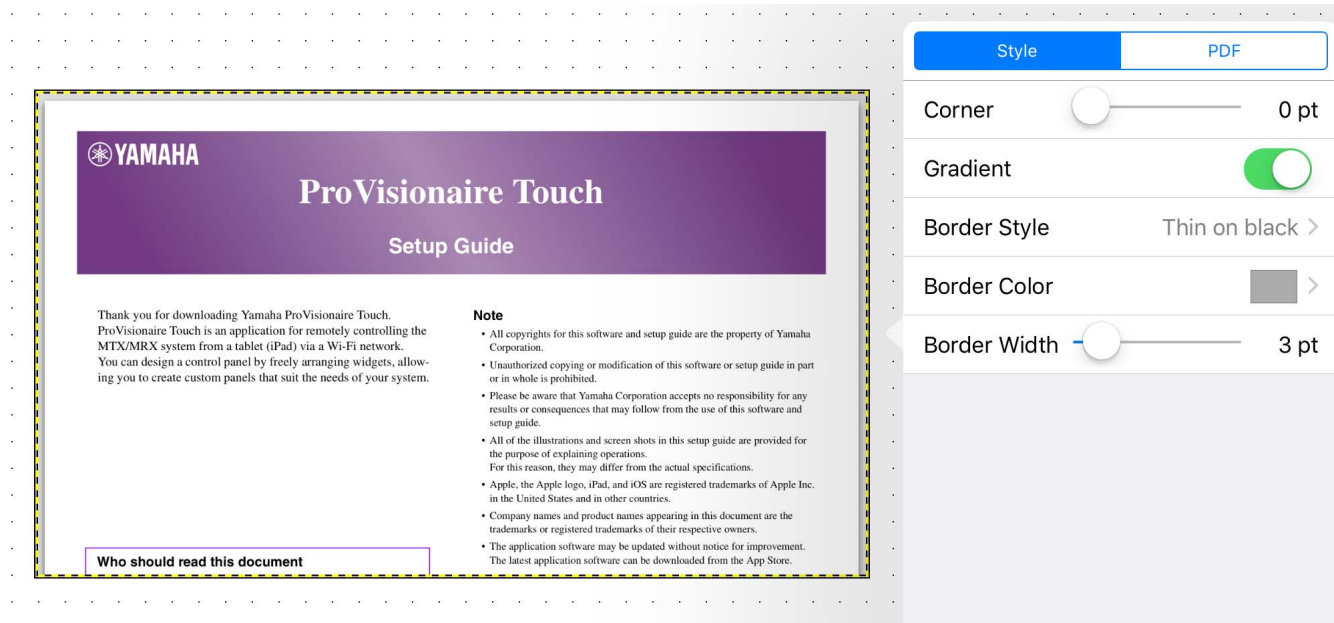 YAMAHA
ProVisionaire Touch
Setup Guide
Thank you for downloading Yamaha ProVisionaire Touch.
ProVisionaire Touch is an application for remotely controlling the
MTX/MRX system from a tablet (iPad) via a Wi-Fi network.
You can design a control panel by freely arranging widgets, allow-
ing you to create custom panels that suit the needs of your system.
Who should read this document
Note
• All copyrights for this software and setup guide are the property of Yamaha
Corporation.
• Unauthorized copying or modification of this software or setup guide in part
or in whole is prohibited.
• Please be aware that Yamaha Corporation accepts no responsibility for any
results or consequences that may follow from the use of this software and
setup guide.
• All of the illustrations and screen shots in this setup guide are provided for
the purpose of explaining operations.
For this reason, they may differ from the actual specifications.
• Apple, the Apple logo, iPad, and iOS are registered trademarks of Apple Inc.
in the United States and in other countries.
• Company names and product names appearing in this document are the
trademarks or registered trademarks of their respective owners.
• The application software may be updated without notice for improvement.
The latest application software can be downloaded from the App Store.
Style PDF
Corner 0 pt
Gradient
Border Style Thin on black >
Border Color >
Border Width 3 pt